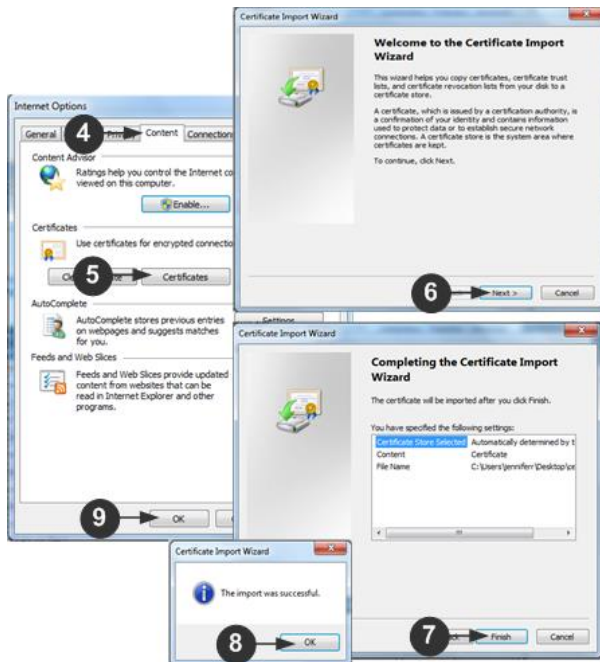 Certificate Import Wizard
Welcome to the Certificate Import
Wizard
This wizard helps you copy certificates, certificate trust
lists, and certificate revocation lists from your disk to a
certificate store.
A certificate, which is issued by a certification authority, is
a confirmation of your identity and contains information
used to protect data or to establish secure network
connections. A certificate store is the system area where
certificates are kept.
To continue, click Next.
6
Next >
Cancel
Internet Options
General
4
Content
Connections
Content Advisor
Ratings help you control the Internet co
viewed on this computer.
Enable...
Certificates
Use certificates for encrypted connectio
5
Certificates
AutoComplete
AutoComplete stores previous entries
on webpages and suggests matches
for you.
Settings
Feeds and Web Slices
Feeds and Web Slices provide updated
content from websites that can be
read in Internet Explorer and other
programs.
9
OK
Certificate Import Wizard
Completing the Certificate Import
Wizard
The certificate will be imported after you click Finish.
You have specified the following settings:
Certificate Store Selected Automatically determined by t
Content Certificate
File Name C:\Users\jenniferr\Desktop\ce
7
Finish
Cancel
Certificate Import Wizard
The import was successful.
8
OK